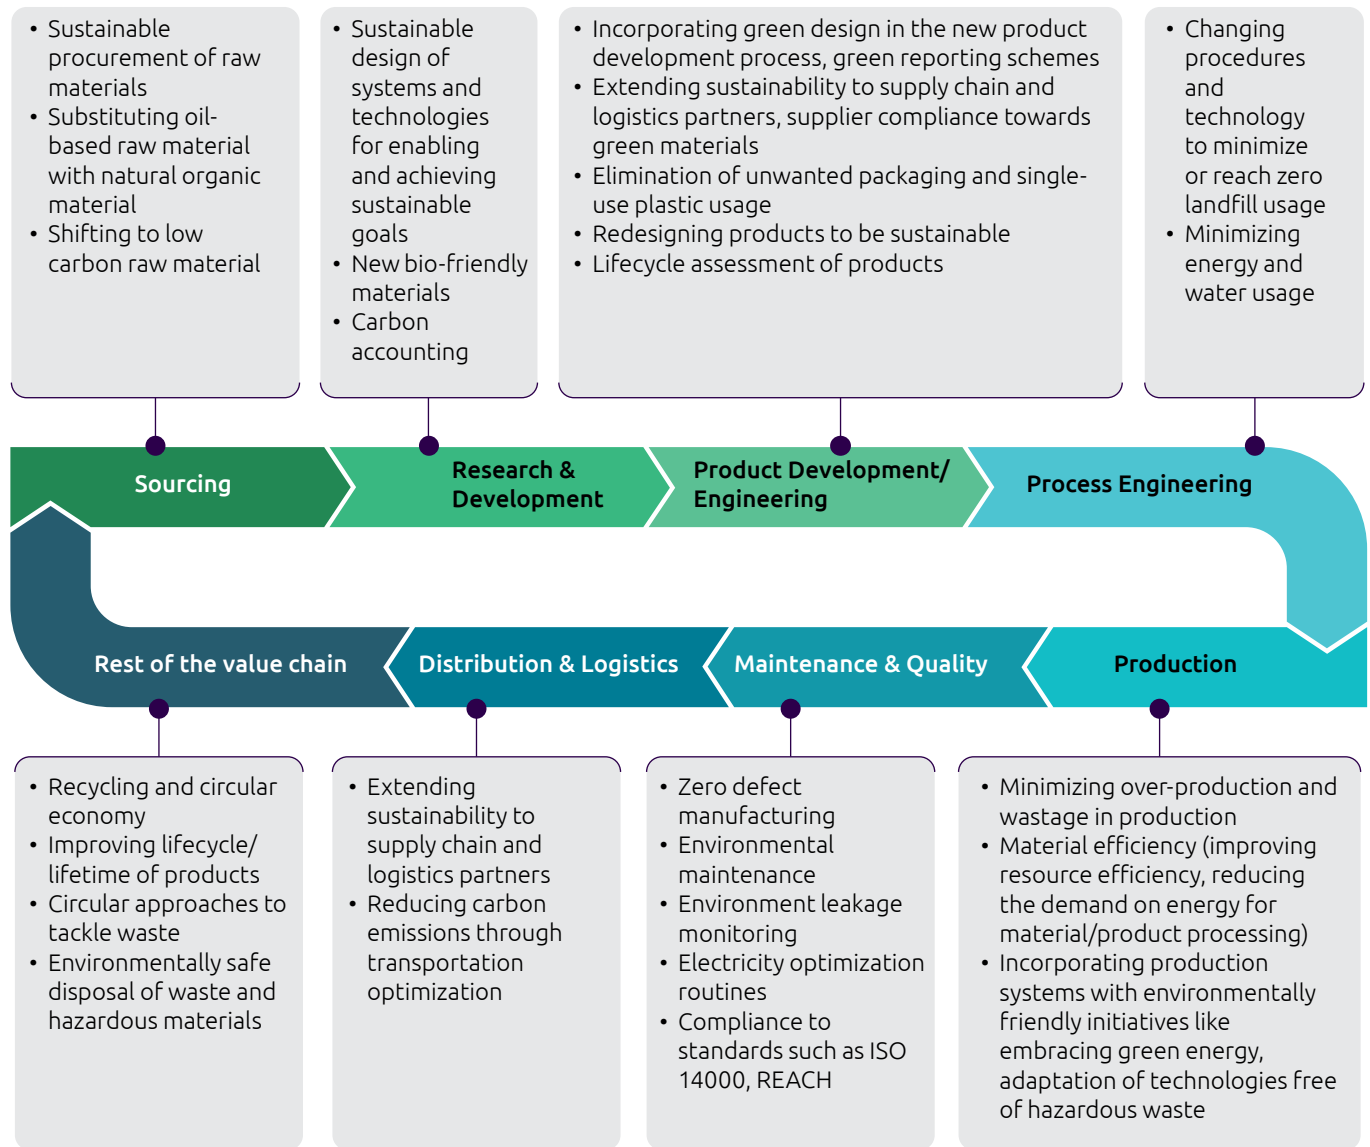 • Sustainable
procurement of raw
materials
• Substituting oil-
based raw material
with natural organic
material
• Shifting to low
carbon raw material
• Sustainable
design of
systems and
technologies
for enabling
and achieving
sustainable
goals
• New bio-friendly
materials
• Carbon
accounting
• Incorporating green design in the new product
development process, green reporting schemes
• Extending sustainability to supply chain and
logistics partners, supplier compliance towards
green materials
• Elimination of unwanted packaging and single-
use plastic usage
• Redesigning products to be sustainable
• Lifecycle assessment of products
• Changing
procedures
and
technology
to minimize
or reach zero
landfill usage
• Minimizing
energy and
water usage
Sourcing
Research &
Development
Product Development/
Engineering
Process Engineering
Rest of the value chain
Distribution & Logistics
Maintenance & Quality
Production
• Recycling and circular
economy
• Improving lifecycle/
lifetime of products
• Circular approaches to
tackle waste
• Environmentally safe
disposal of waste and
hazardous materials
• Extending
sustainability to
supply chain and
logistics partners
• Reducing carbon
emissions through
transportation
optimization
• Zero defect
manufacturing
• Environmental
maintenance
• Environment leakage
monitoring
• Electricity optimization
routines
• Compliance to
standards such as ISO
14000, REACH
• Minimizing over-production and
wastage in production
• Material efficiency (improving
resource efficiency, reducing
the demand on energy for
material/product processing)
• Incorporating production
systems with environmentally
friendly initiatives like
embracing green energy,
adaptation of technologies free
of hazardous waste